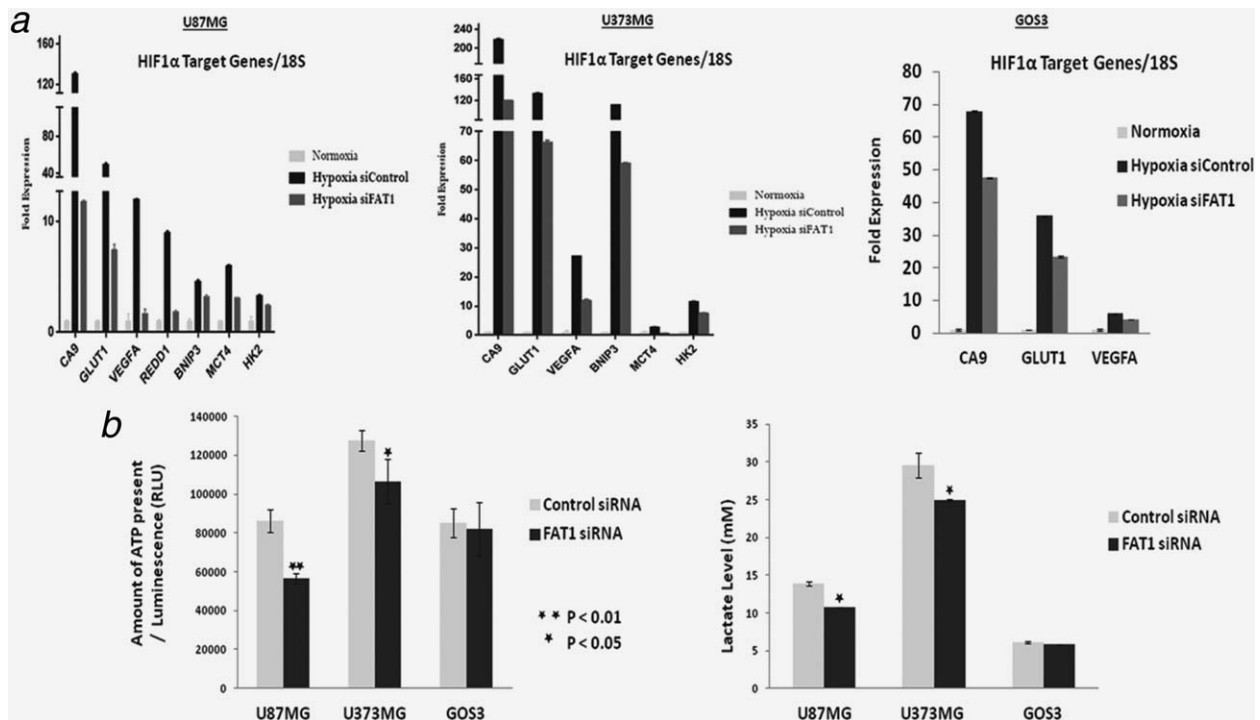 a
U87MG
HIF1α Target Genes/18S
Fold Expression
160
120
80
40
10
0
Normoxia
Hypoxia siControl
Hypoxia siFAT1
CA9
GLUT1
VEGFA
REDD1
BNIP3
MCT4
HK2
U373MG
HIF1α Target Genes/18S
Fold Expression
240
200
160
120
80
70
60
50
40
30
20
10
0
Normoxia
Hypoxia siControl
Hypoxia siFAT1
CA9
GLUT1
VEGFA
BNIP3
MCT4
HK2
GOS3
HIF1α Target Genes/18S
Fold Expression
80
70
60
50
40
30
20
10
0
Normoxia
Hypoxia siControl
Hypoxia siFAT1
CA9 GLUT1 VEGFA
b
Amount of ATP present
/ Luminescence (RLU)
140000
120000
100000
80000
60000
40000
20000
0
Control siRNA
FAT1 siRNA
★★ P < 0.01
★ P < 0.05
U87MG U373MG GOS3
Lactate Level (mM)
35
30
25
20
15
10
5
0
Control siRNA
FAT1 siRNA
U87MG U373MG GOS3